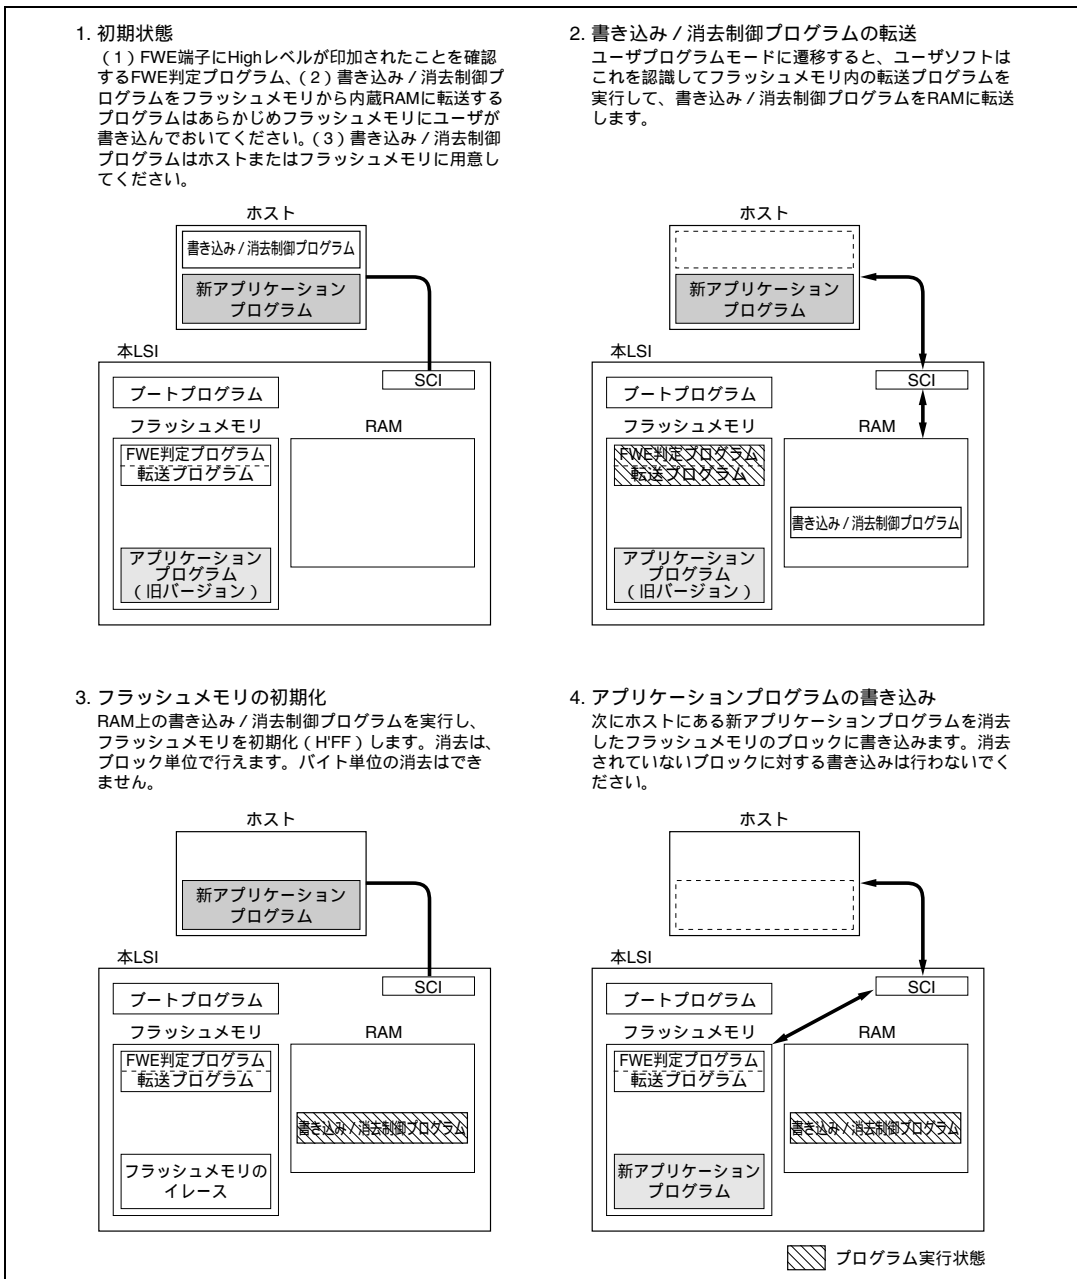 1. 初期状態
（1）FWE端子にHighレベルが印加されたことを確認
するFWE判定プログラム、（2）書き込み / 消去制御プ
ログラムをフラッシュメモリから内蔵RAMに転送する
プログラムはあらかじめフラッシュメモリにユーザが
書き込んでおいてください。（3）書き込み / 消去制御
プログラムはホストまたはフラッシュメモリに用意し
てください。
ホスト
書き込み / 消去制御プログラム
新アプリケーション
プログラム
本LSI
SCI
ブートプログラム
フラッシュメモリ
RAM
FWE判定プログラム
転送プログラム
アプリケーション
プログラム
（旧バージョン）
2. 書き込み / 消去制御プログラムの転送
ユーザプログラムモードに遷移すると、ユーザソフトは
これを認識してフラッシュメモリ内の転送プログラムを
実行して、書き込み / 消去制御プログラムをRAMに転送
します。
ホスト
新アプリケーション
プログラム
本LSI
SCI
ブートプログラム
フラッシュメモリ
RAM
FWE判定プログラム
転送プログラム
書き込み / 消去制御プログラム
アプリケーション
プログラム
（旧バージョン）
3. フラッシュメモリの初期化
RAM上の書き込み / 消去制御プログラムを実行し、
フラッシュメモリを初期化（H'FF）します。消去は、
ブロック単位で行えます。バイト単位の消去はでき
ません。
ホスト
新アプリケーション
プログラム
本LSI
SCI
ブートプログラム
フラッシュメモリ
RAM
FWE判定プログラム
転送プログラム
書き込み / 消去制御プログラム
フラッシュメモリの
イレース
4. アプリケーションプログラムの書き込み
次にホストにある新アプリケーションプログラムを消去
したフラッシュメモリのブロックに書き込みます。消去
されていないブロックに対する書き込みは行わないでく
ださい。
ホスト
本LSI
SCI
ブートプログラム
フラッシュメモリ
RAM
FWE判定プログラム
転送プログラム
書き込み / 消去制御プログラム
新アプリケーション
プログラム
プログラム実行状態